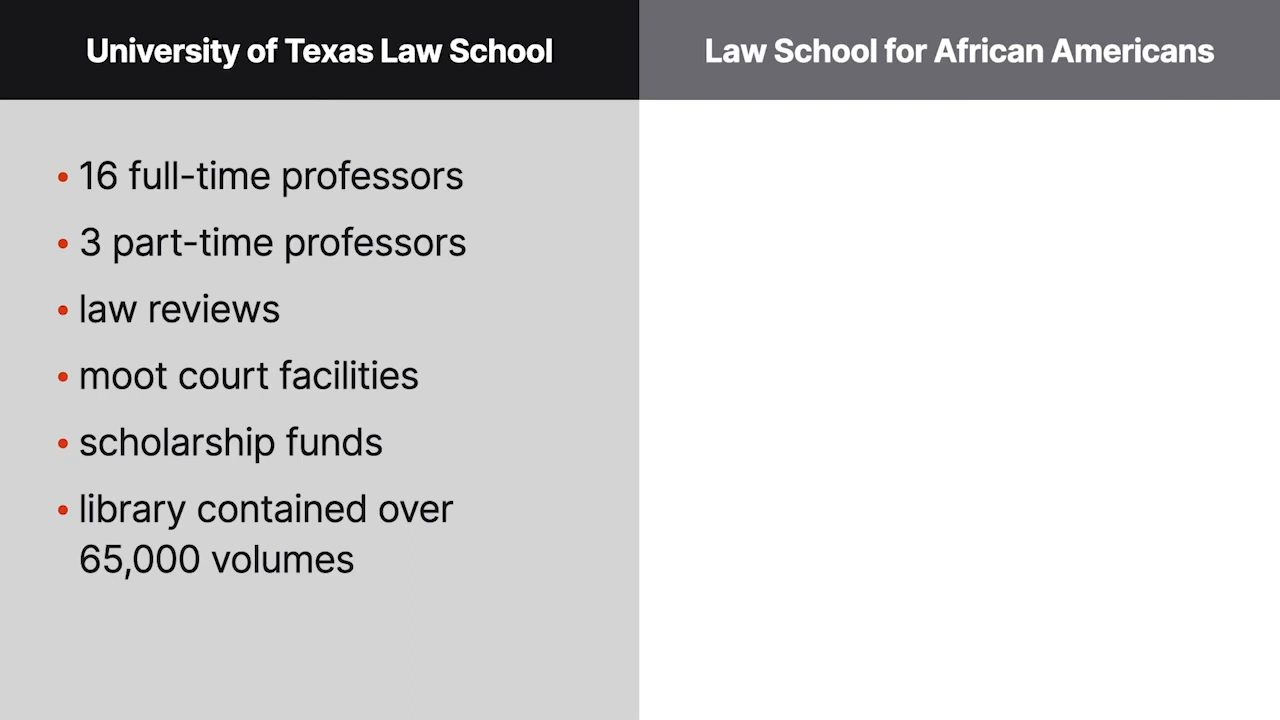 University of Texas Law School
Law School for African Americans
• 16 full-time professors
• 3 part-time professors
• law reviews
• moot court facilities
• scholarship funds
• library contained over
65,000 volumes